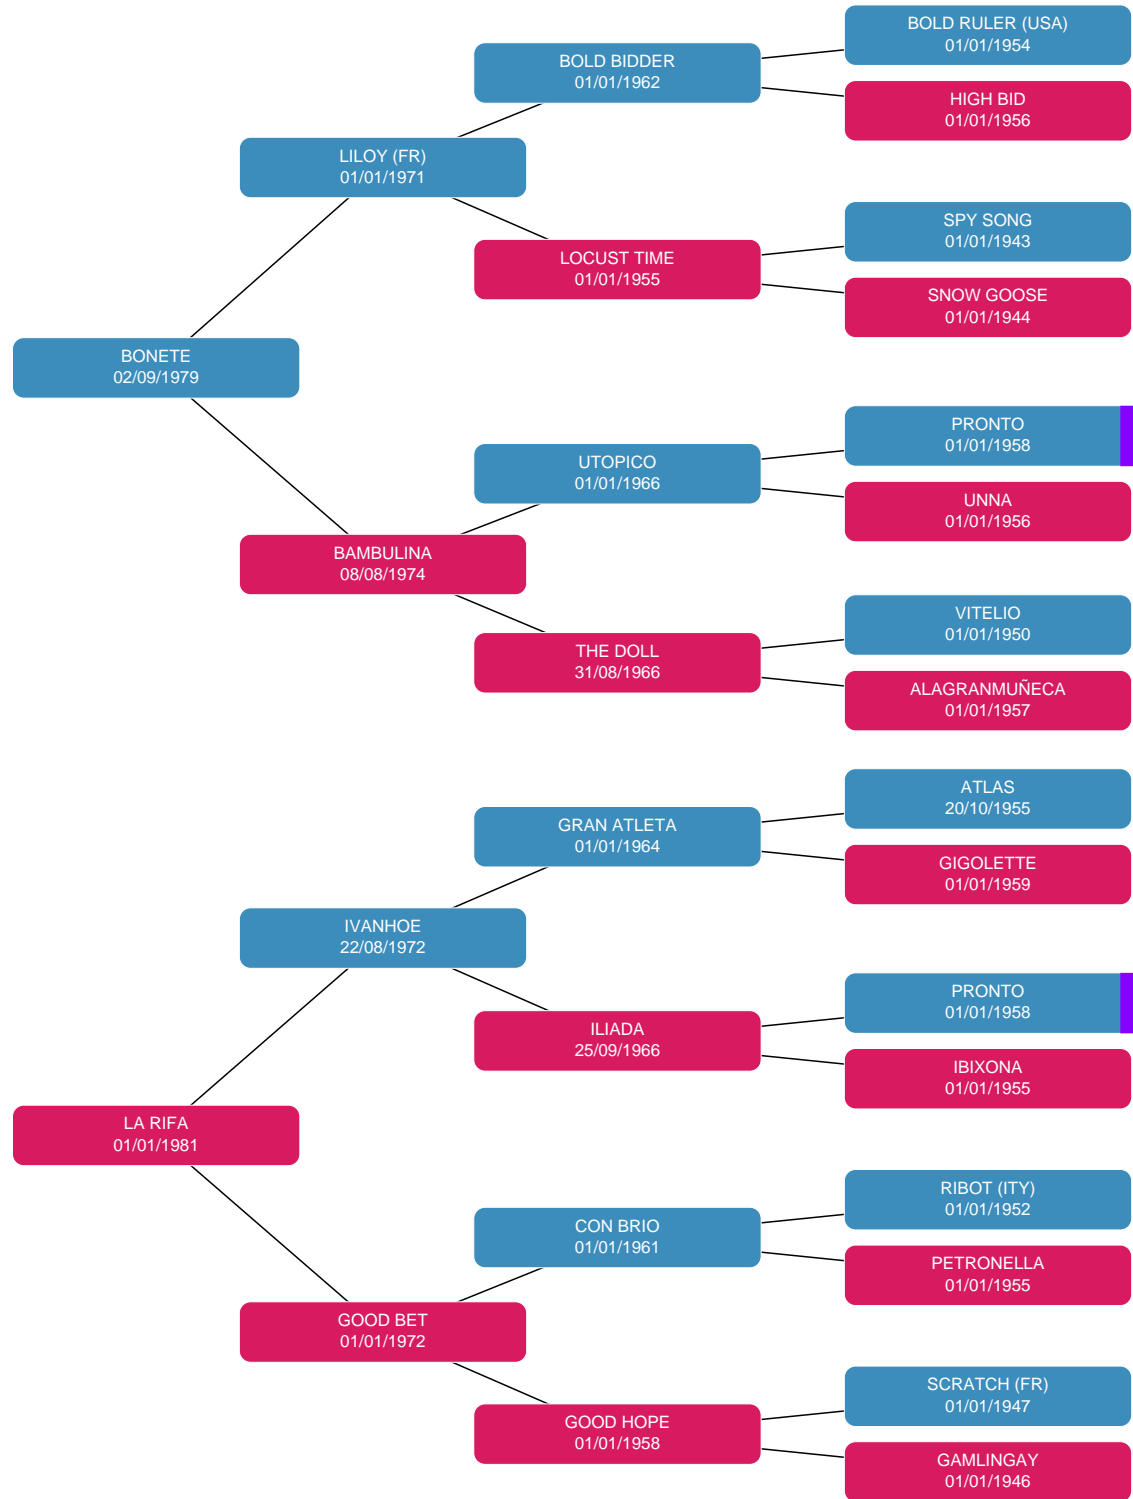 BOLD RULER (USA)
01/01/1954
BOLD BIDDER
01/01/1962
HIGH BID
01/01/1956
LILOY (FR)
01/01/1971
SPY SONG
01/01/1943
LOCUST TIME
01/01/1955
SNOW GOOSE
01/01/1944
BONETE
02/09/1979
PRONTO
01/01/1958
UTOPICO
01/01/1966
UNNA
01/01/1956
BAMBULINA
08/08/1974
VITELIO
01/01/1950
THE DOLL
31/08/1966
ALAGRANMUÑECA
01/01/1957
ATLAS
20/10/1955
GRAN ATLETA
01/01/1964
GIGOLETTE
01/01/1959
IVANHOE
22/08/1972
PRONTO
01/01/1958
ILIADA
25/09/1966
IBIXONA
01/01/1955
LA RIFA
01/01/1981
RIBOT (ITY)
01/01/1952
CON BRIO
01/01/1961
PETRONELLA
01/01/1955
GOOD BET
01/01/1972
SCRATCH (FR)
01/01/1947
GOOD HOPE
01/01/1958
GAMLINGAY
01/01/1946